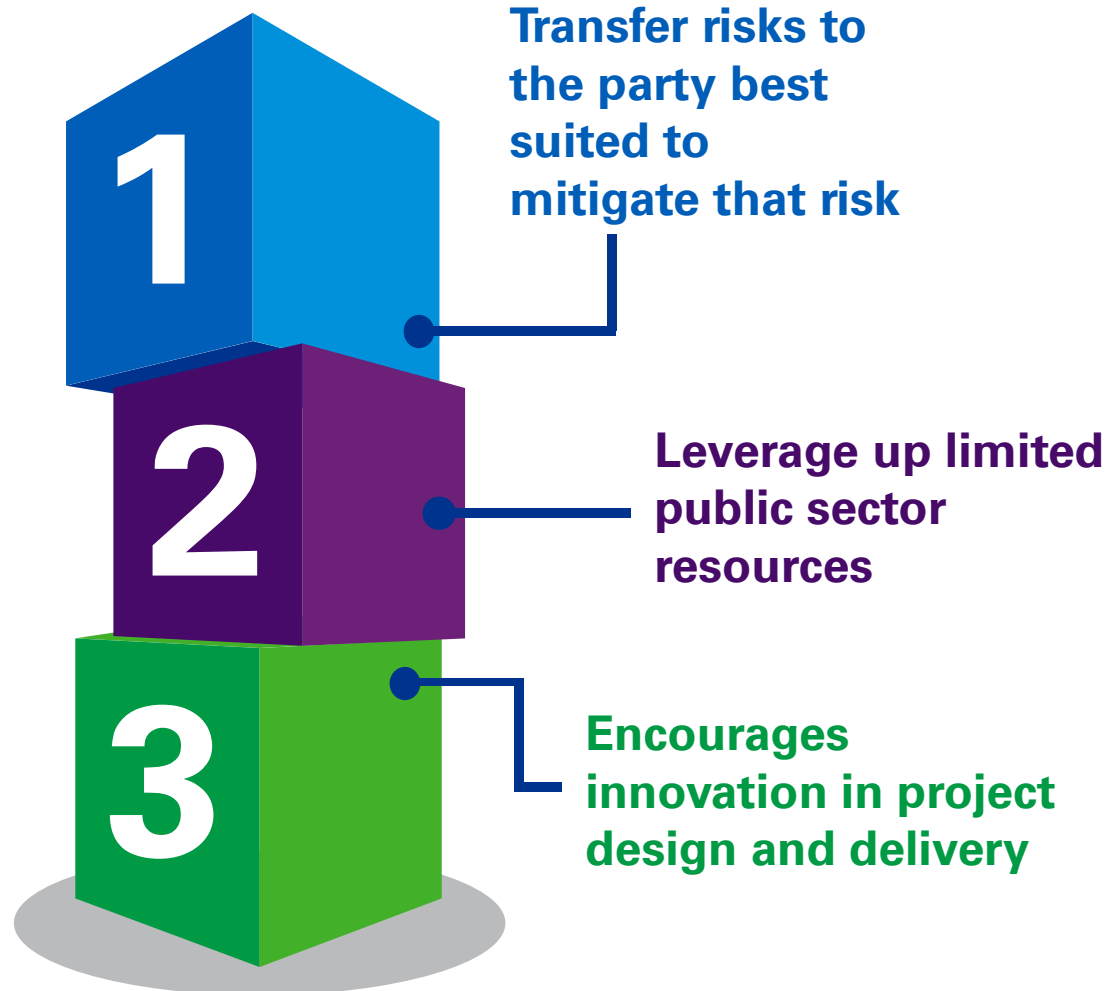 1
Transfer risks to
the party best
suited to
mitigate that risk
2
Leverage up limited
public sector
resources
3
Encourages
innovation in project
design and delivery